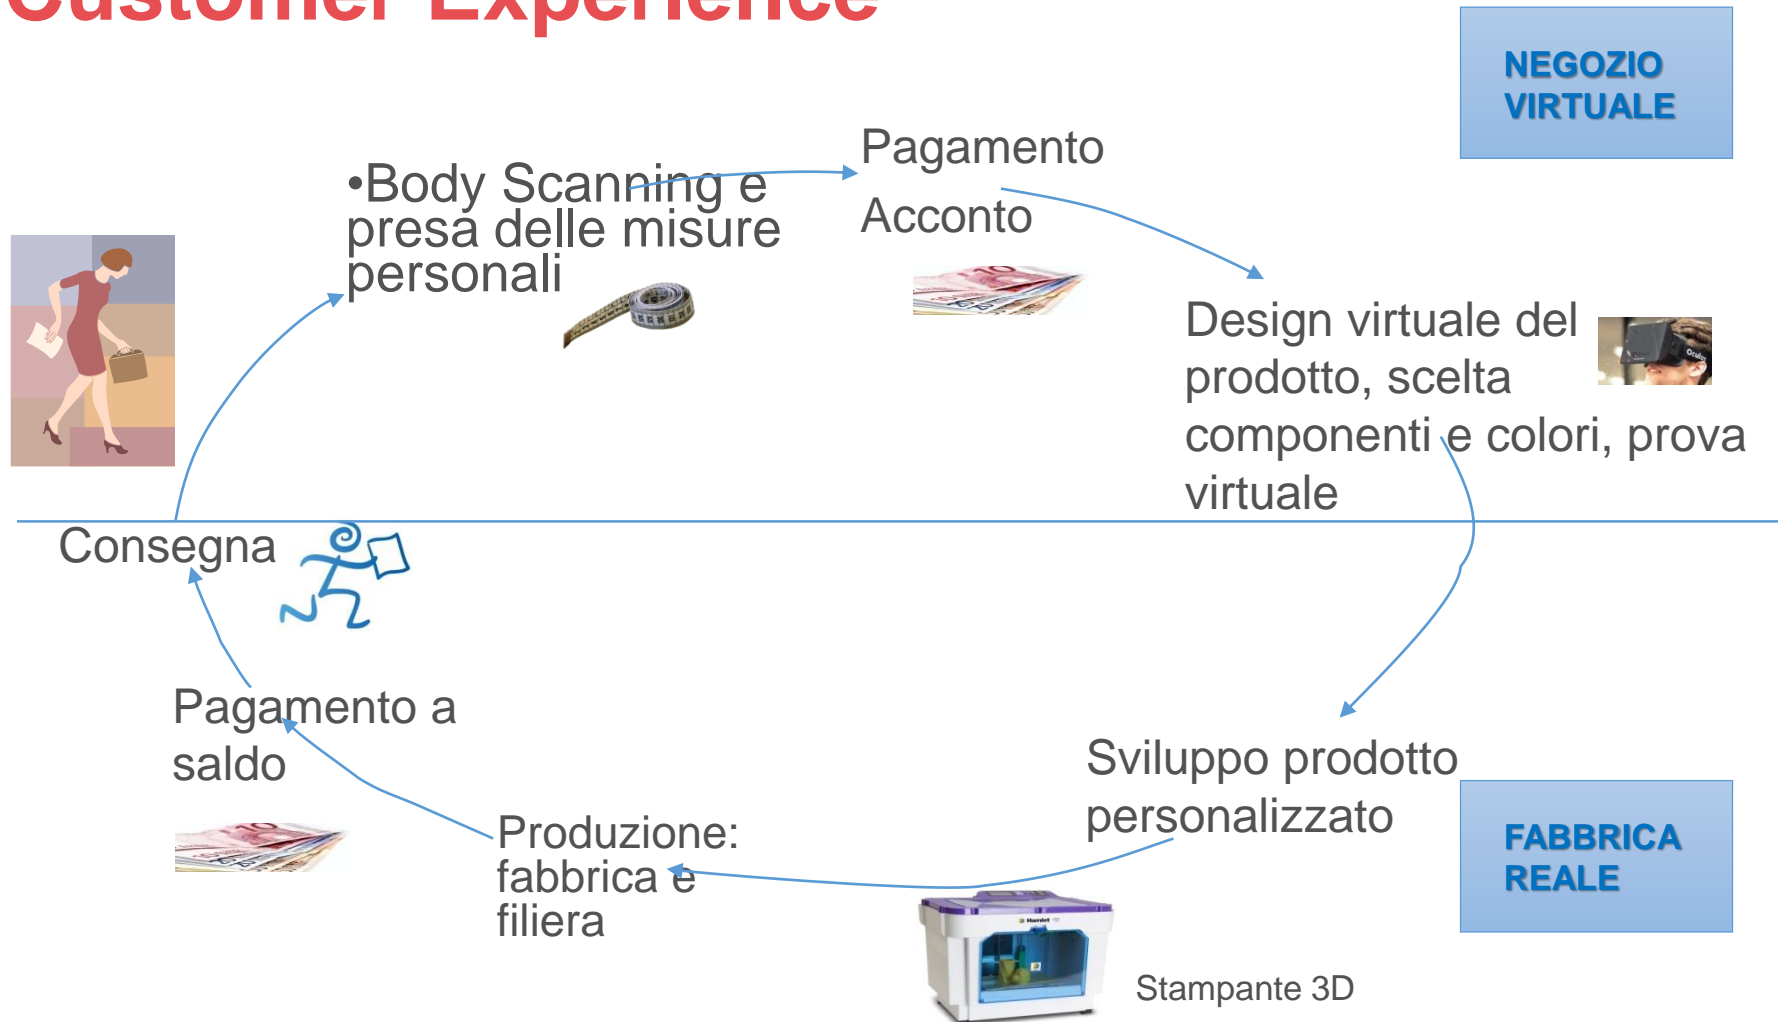 Customer Experience
NEGOZIO
VIRTUALE
Pagamento
Acconto
•Body Scanning e
presa delle misure
personali
Design virtuale del
prodotto, scelta
componenti e colori, prova
virtuale
Consegna
Pagamento a
saldo
Sviluppo prodotto
personalizzato
Produzione:
fabbrica e
filiera
FABBRICA
REALE
Hamlet
Stampante 3D